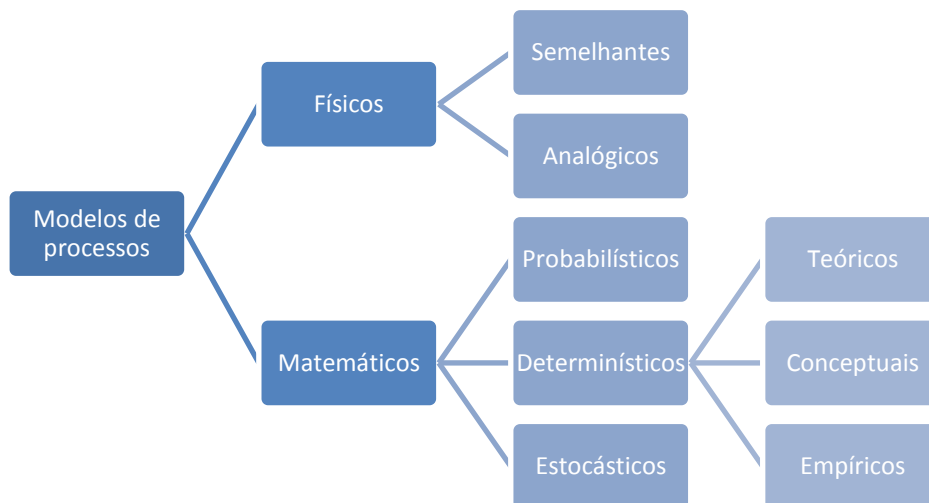 Semelhantes
Físicos
Analógicos
Modelos de
processos
Probabilísticos
Teóricos
Matemáticos
Determinísticos
Conceptuais
Estocásticos
Empíricos